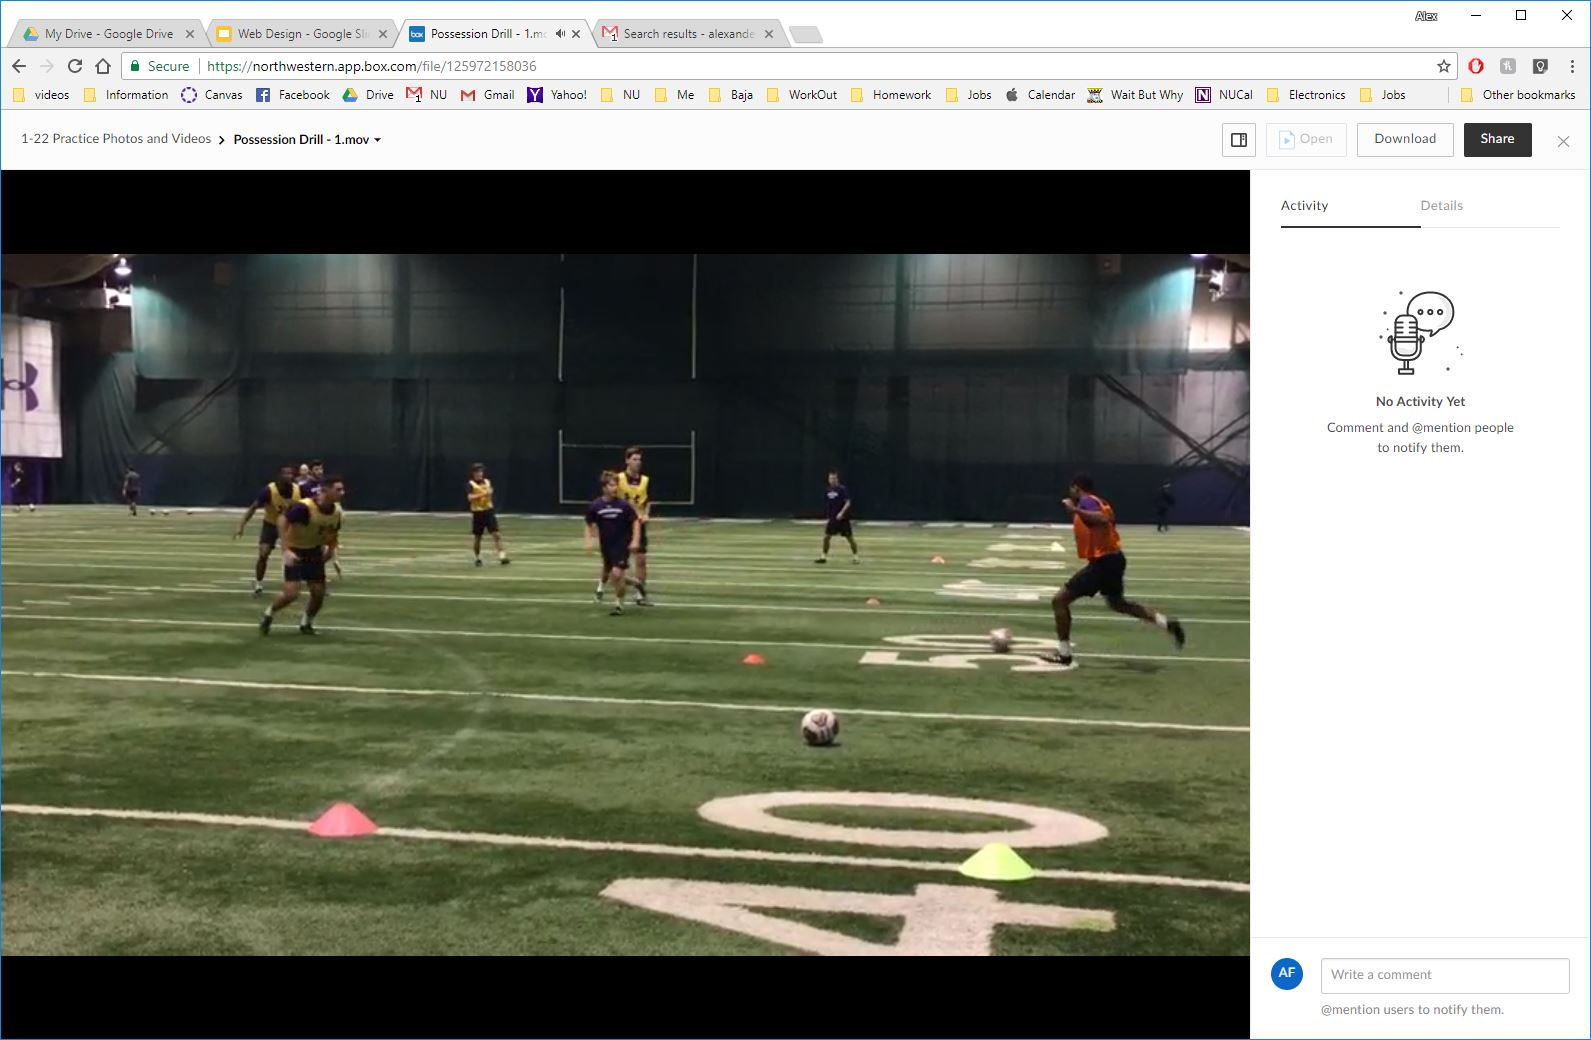 Alex
My Drive - Google Drive
Web Design - Google Sli
Possession Drill - 1.mo
Search results - alexande
Secure
https://northwestern.app.box.com/file/125972158036
videos
Information
Canvas
Facebook
Drive
NU
Gmail
Yahoo!
NU
Me
Baja
WorkOut
Homework
Jobs
Calendar
Wait But Why
NUCal
Electronics
Jobs
Other bookmarks
1-22 Practice Photos and Videos
Possession Drill - 1.mov
Open
Download
Share
Activity
Details
No Activity Yet
Comment and @mention people
to notify them.
50
40
AF
Write a comment
@mention users to notify them.